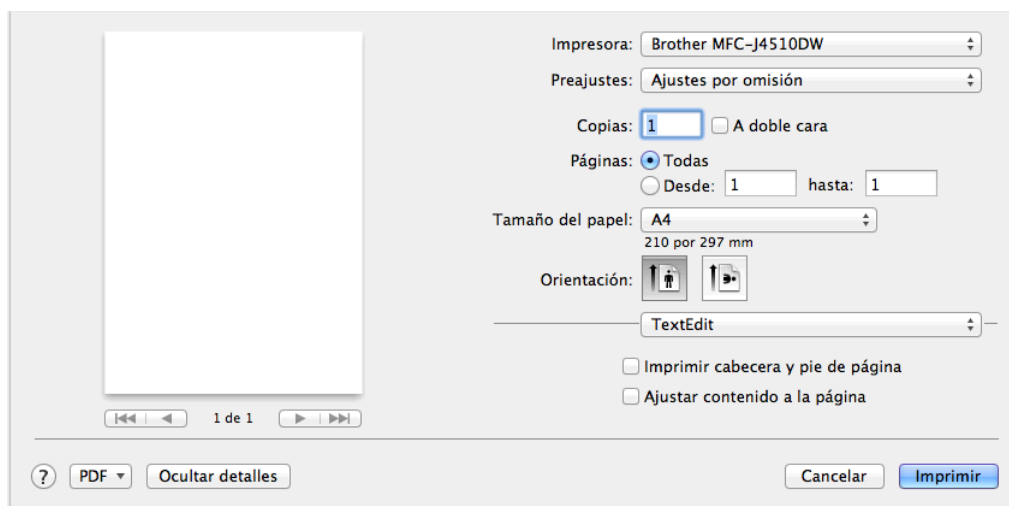 Impresora: Brother MFC-J4510DW
Preajustes: Ajustes por omisión
Copias: 1 A doble cara
Páginas: Todas
Desde: 1 hasta: 1
Tamaño del papel: A4
210 por 297 mm
Orientación:
TextEdit
Imprimir cabecera y pie de página
Ajustar contenido a la página
1 de 1
? PDF Ocultar detalles Cancelar Imprimir